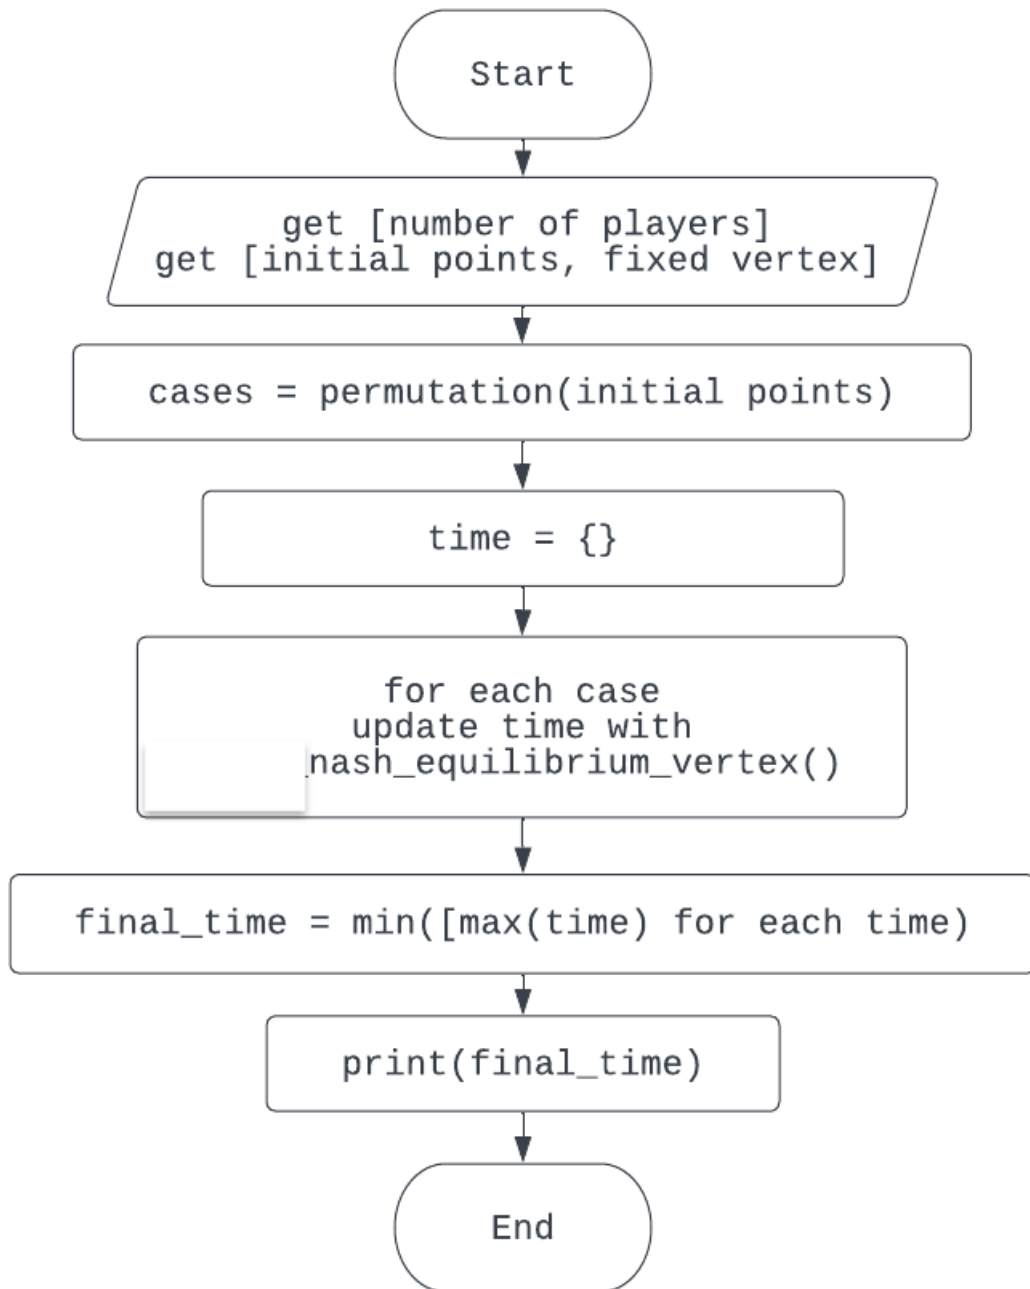 Start
get [number of players]
get [initial points, fixed vertex]
cases = permutation(initial points)
time = {}
for each case
update time with
_nash_equilibrium_vertex()
final_time = min([max(time) for each time)
print(final_time)
End